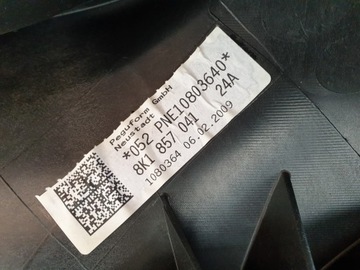 Peguform GmbH
Neustadt
*052 PNE10803640*
8K1 857 041 24A
1080364 06.02.2009